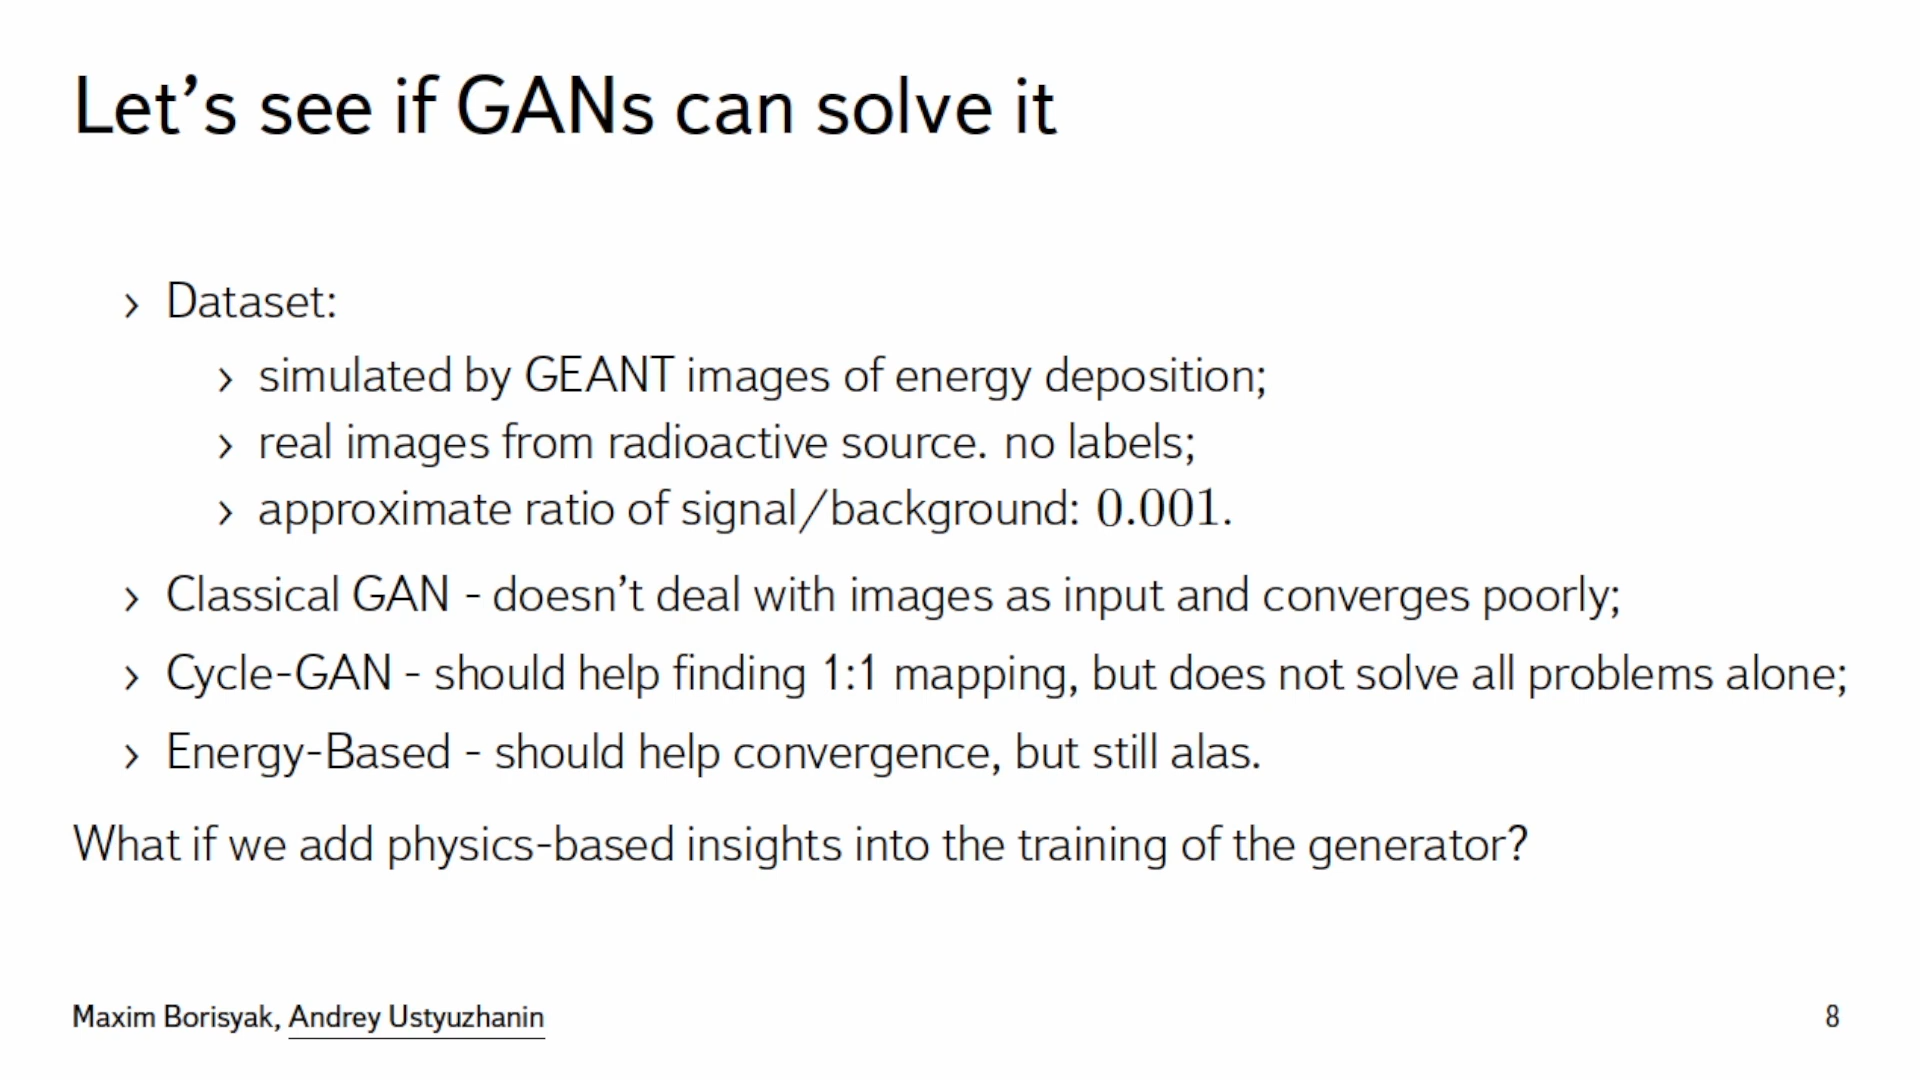 Let’s see if GANs can solve it
› Dataset:
› simulated by GEANT images of energy deposition;
› real images from radioactive source. no labels;
› approximate ratio of signal/background: 0.001.
› Classical GAN - doesn’t deal with images as input and converges poorly;
› Cycle-GAN - should help finding 1:1 mapping, but does not solve all problems alone;
› Energy-Based - should help convergence, but still alas.
What if we add physics-based insights into the training of the generator?
Maxim Borisyak, Andrey Ustyuzhanin
8